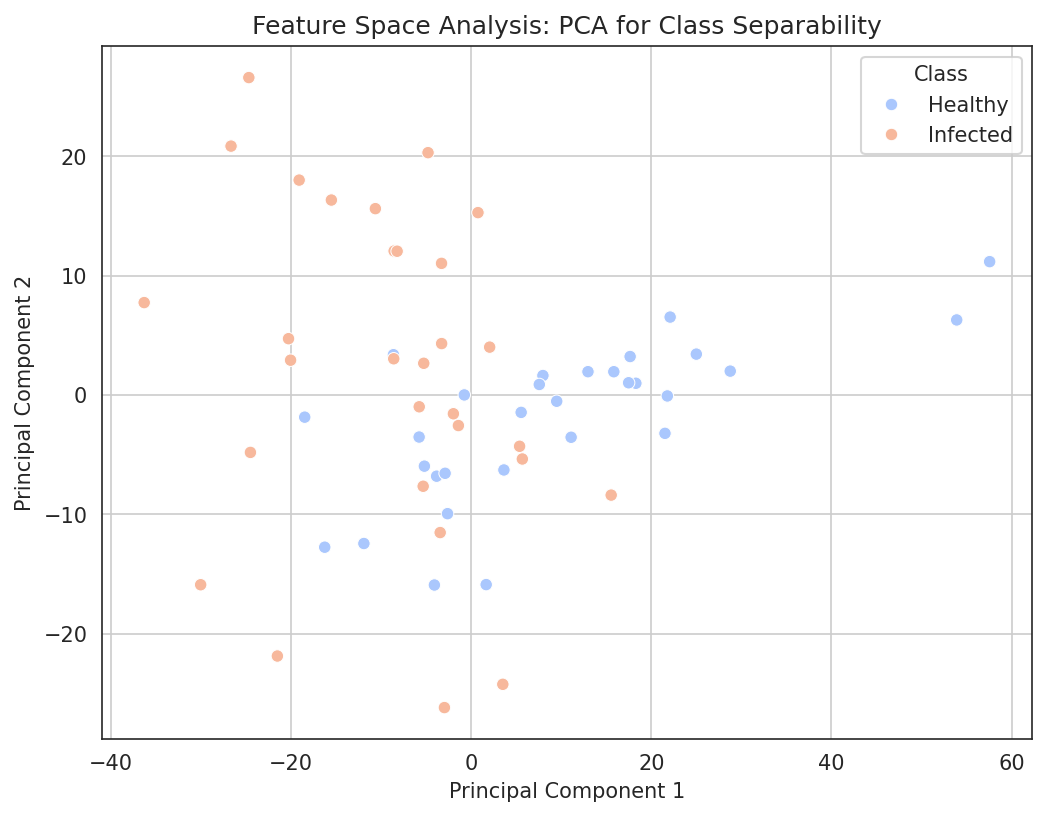 Feature Space Analysis: PCA for Class Separability
Class
Healthy
Infected
20
10
0
−10
−20
Principal Component 2
−40
−20
0
20
40
60
Principal Component 1